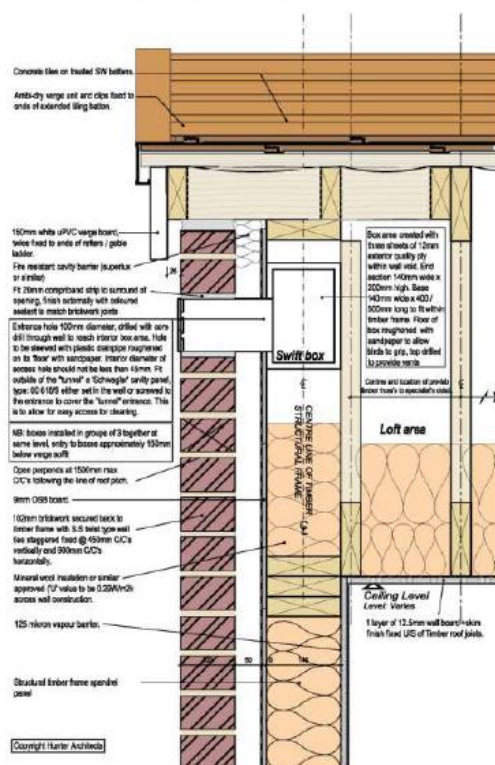 Concrete tiles on treated SW battens.
Ambi-dry verge unit and clips fixed to
ends of extended tiling batten.
150mm white uPVC verge board,
twice fixed to ends of rafters / gable
ladder.
Fire resistant cavity barrier (superlux
or similar)
Fit 20mm compriband strip to surround of
opening, finish externally with coloured
sealant to match brickwork joints
Entrance hole 100mm diameter, drilled with core
drill through wall to reach interior box area. Hole
to be sleeved with plastic drainpipe roughened
on its 'floor' with sandpaper. Interior diameter of
access hole should not be less than 45mm. Fit
outside of the "tunnel" a 'Schwegler' cavity panel,
type: 00 618/9 either set in the wall or screwed to
the entrance to cover the "tunnel" entrance. This
is to allow for easy access for cleaning.
NB: boxes installed in groups of 3 together at
same level, entry to boxes approximately 150mm
below verge soffit
Open perpends at 1500mm max
C/C's following the line of roof pitch.
9mm OSB board.
102mm brickwork secured back to
timber frame with S.S twist type wall
ties staggered fixed @ 450mm C/C's
vertically and 900mm C/C's
horizontally.
Mineral wool insulation or similar
approved ('U' value to be
across wall construction.
125 micron vapour barrier.
Structural timber frame spandrel
panel
Copyright Hunter Architects
Box area created with
three sheets of 12mm
exterior quality ply
within wall void. End
section 140mm wide x
200mm high. Base
140mm wide x 400/
500mm long to fit within
timber frame. Floor of
box roughened with
sandpaper to allow
birds to grip, top drilled
to provide vents
Swift box
CENTRE LINE OF TIMBER
STRUCTURAL FRAME
Centres and location of pre-fab
timber truss's to specialist's
Loft area
Ceiling Level
Level: Varies
1 layer of 12.5mm wall board + skim
finish fixed U/S of Timber roof joists.
50